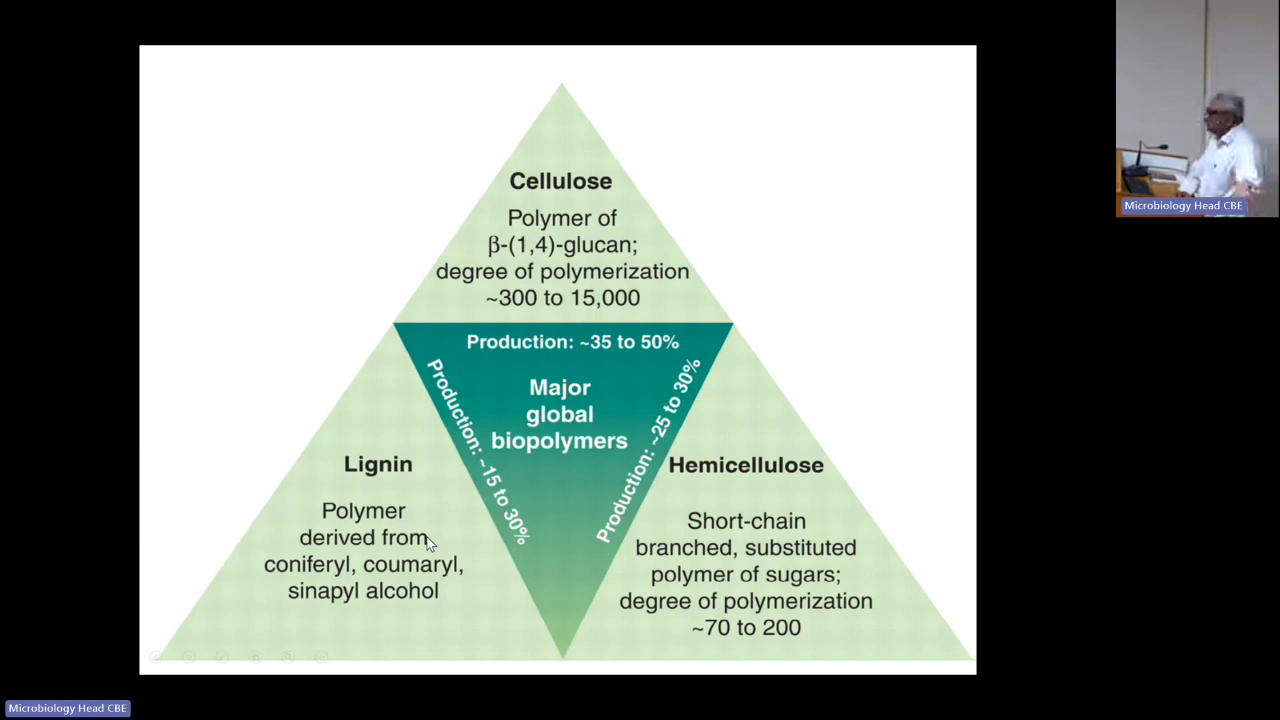 Cellulose
Polymer of
β-(1,4)-glucan;
degree of polymerization
~300 to 15,000
Production: ~35 to 50%
Major
global
biopolymers
Production: ~15 to 30%
Production: ~25 to 30%
Lignin
Polymer
derived from
coniferyl, coumaryl,
sinapyl alcohol
Hemicellulose
Short-chain
branched, substituted
polymer of sugars;
degree of polymerization
~70 to 200
Microbiology Head CBE
Microbiology Head CBE